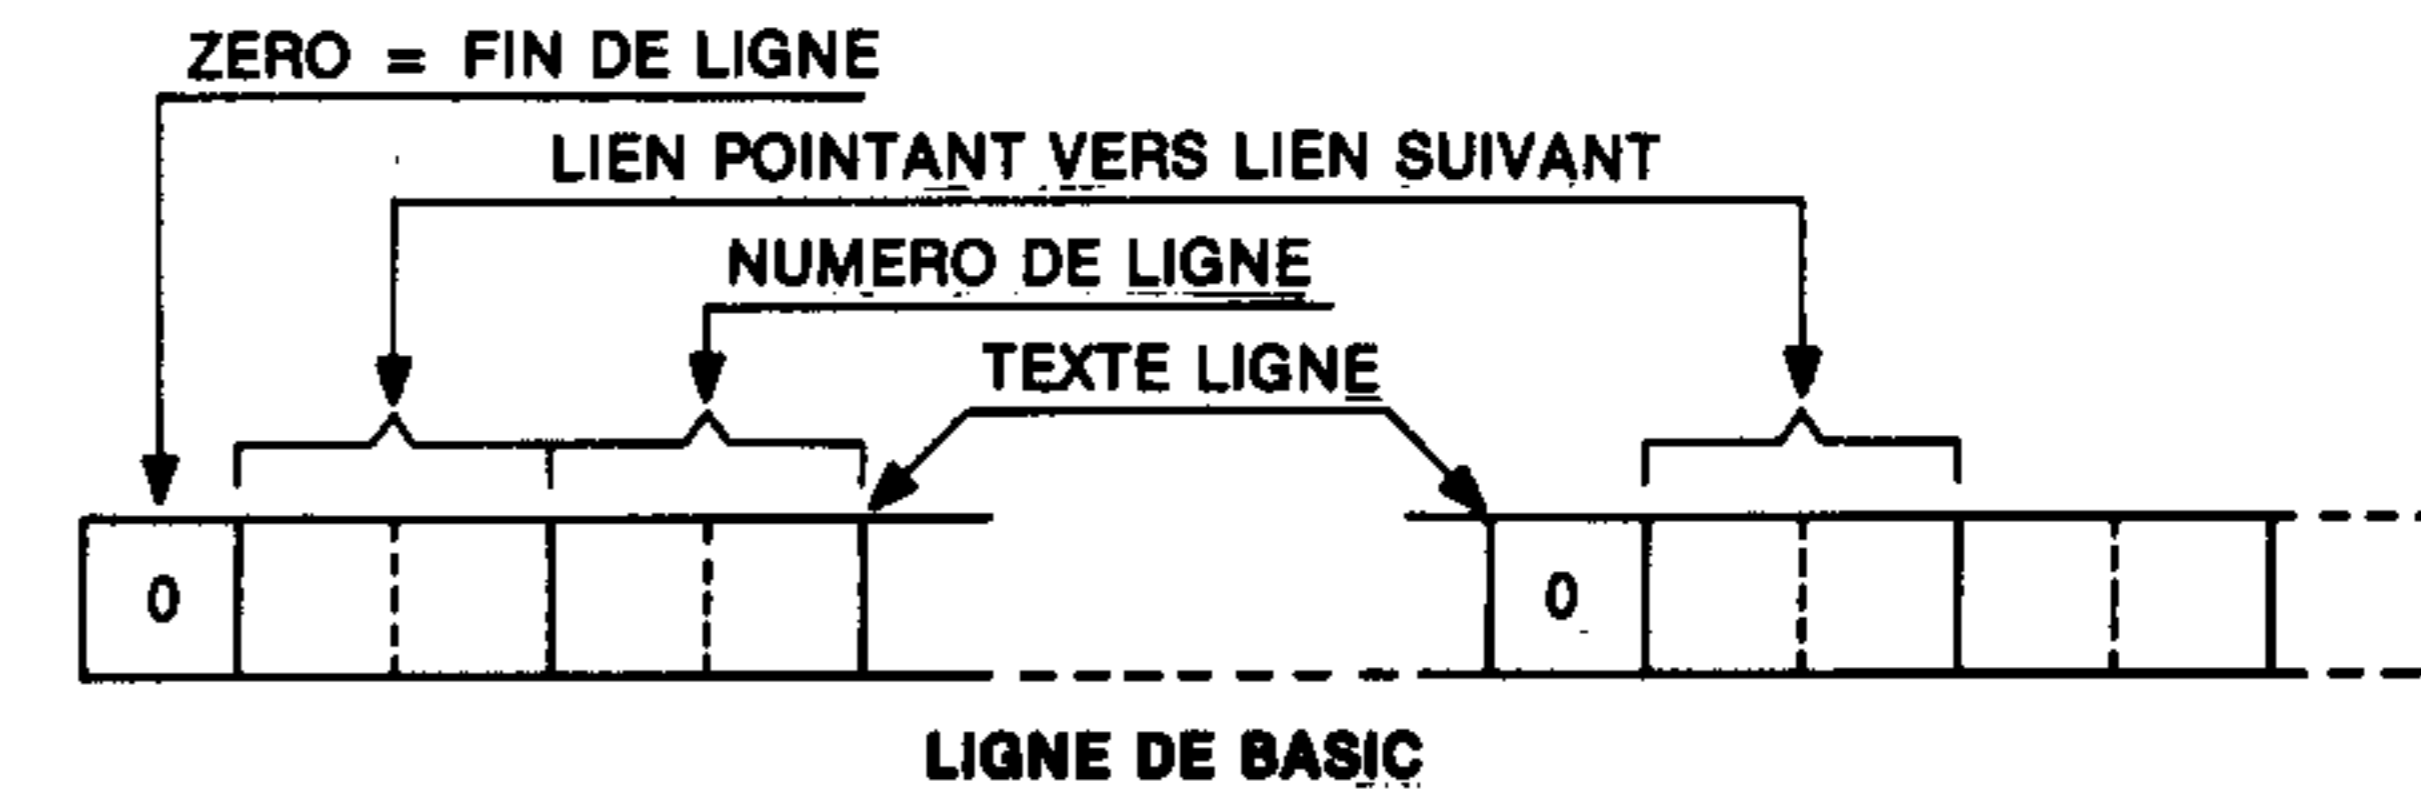 ZERO = FIN DE LIGNE
LIEN POINTANT VERS LIEN SUIVANT
NUMERO DE LIGNE
TEXTE LIGNE
0 0
LIGNE DE BASIC